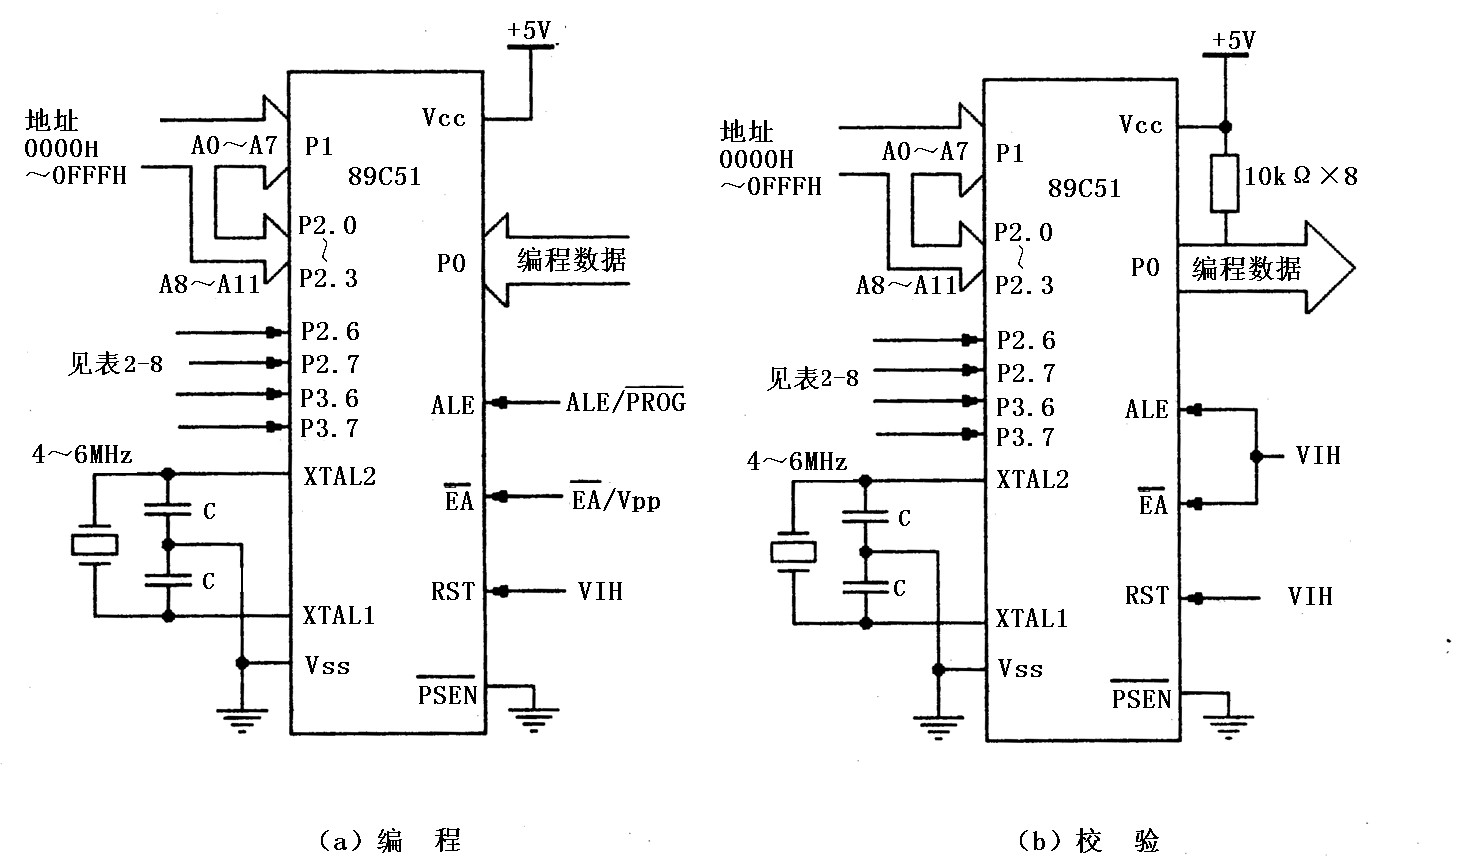 +5V
地址
0000H
～0FFFH
A0～A7
P1
Vcc
89C51
P2.0
～
P2.3
A8～A11
P0
编程数据
P2.6
P2.7
P3.6
P3.7
见表2-8
ALE
ALE/PROG
4～6MHz
XTAL2
C
C
EA
EA/Vpp
RST
VIH
XTAL1
Vss
PSEN
(a)编 程
+5V
地址
0000H
～0FFFH
A0～A7
P1
Vcc
89C51
10kΩ×8
P2.0
～
P2.3
A8～A11
P0
编程数据
P2.6
P2.7
P3.6
P3.7
见表2-8
ALE
VIH
4～6MHz
XTAL2
C
C
EA
RST
VIH
XTAL1
Vss
PSEN
(b)校 验